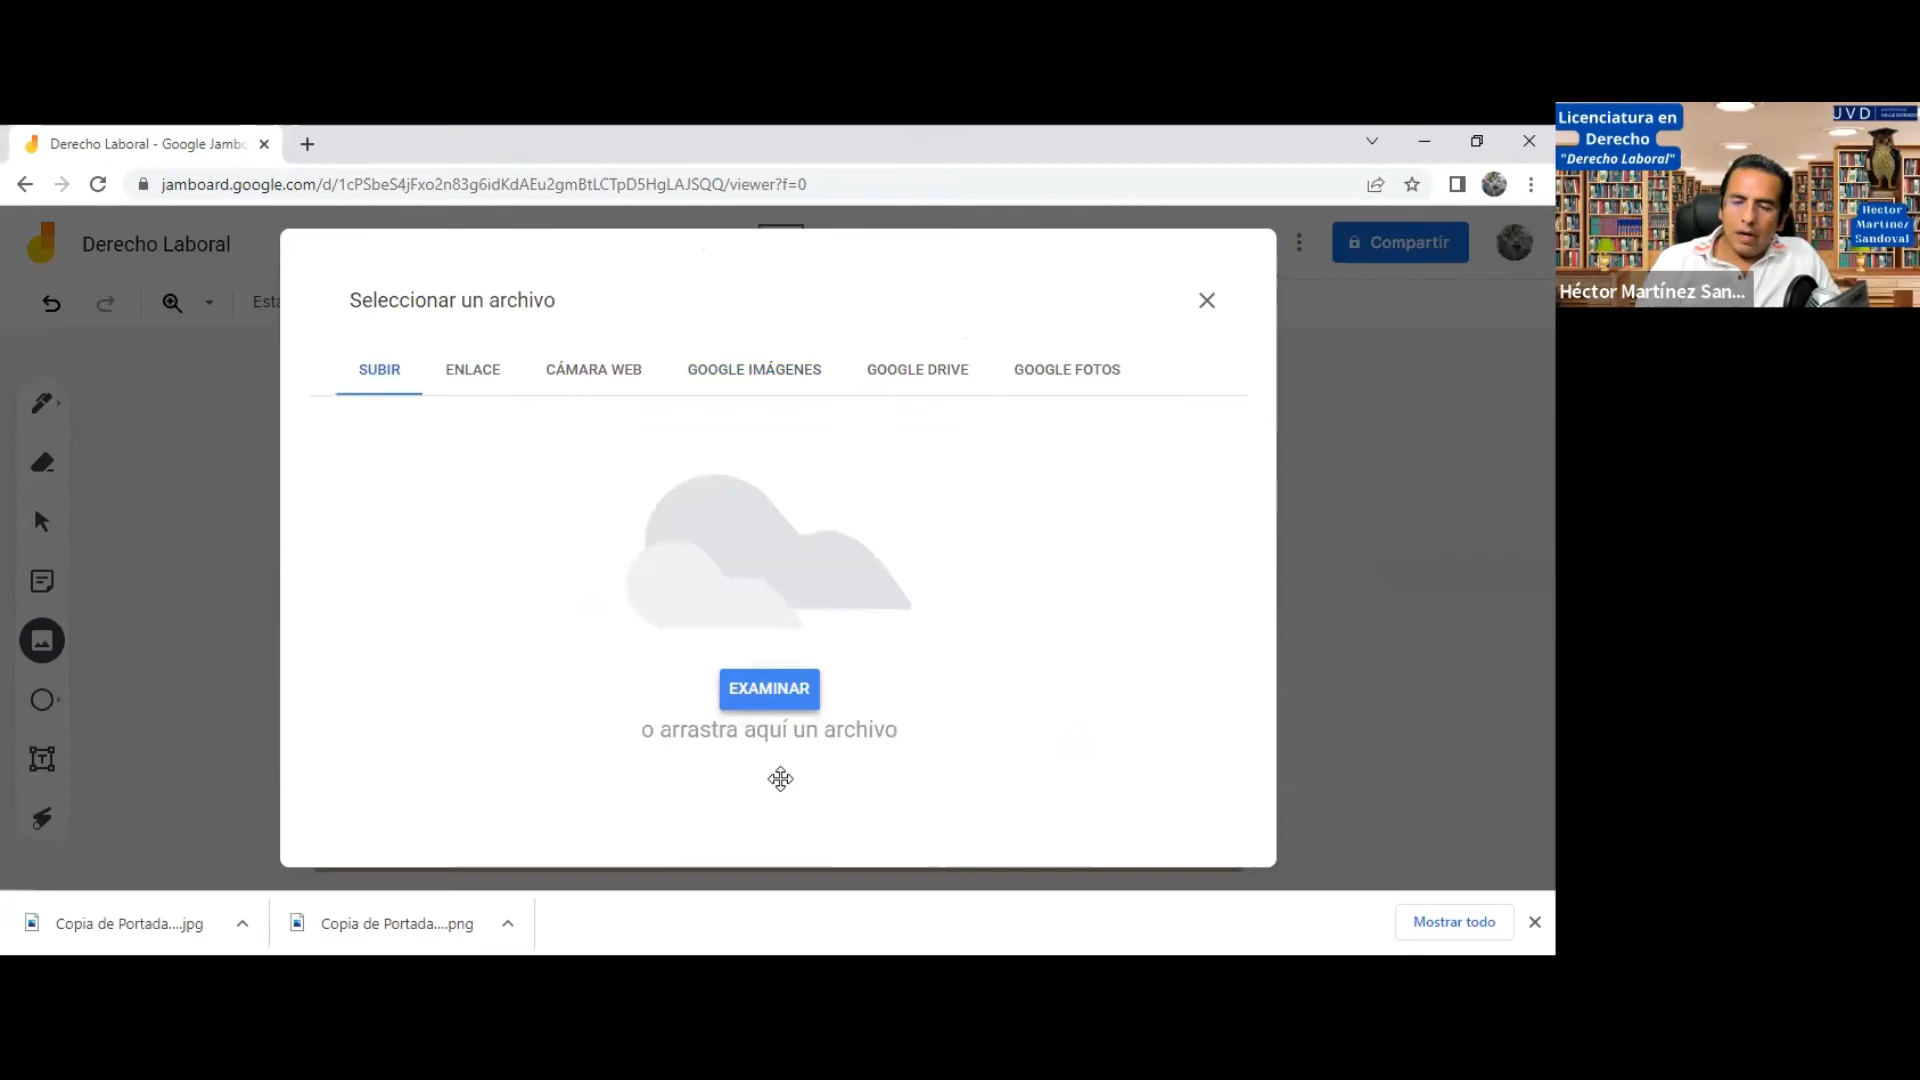 Derecho Laboral - Google Jambo
jamboard.google.com/d/1cPSbeS4jFxo2n83g6idKdAEu2gmBtLCTpD5HgLAJSQQ/viewer?f=0
Derecho Laboral
Compartir
Seleccionar un archivo
SUBIR
ENLACE
CÁMARA WEB
GOOGLE IMÁGENES
GOOGLE DRIVE
GOOGLE FOTOS
EXAMINAR
o arrastra aquí un archivo
Copia de Portada....jpg
Copia de Portada....png
Mostrar todo
Licenciatura en
Derecho
"Derecho Laboral"
Hector
Martinez
Sandoval
Héctor Martínez San...